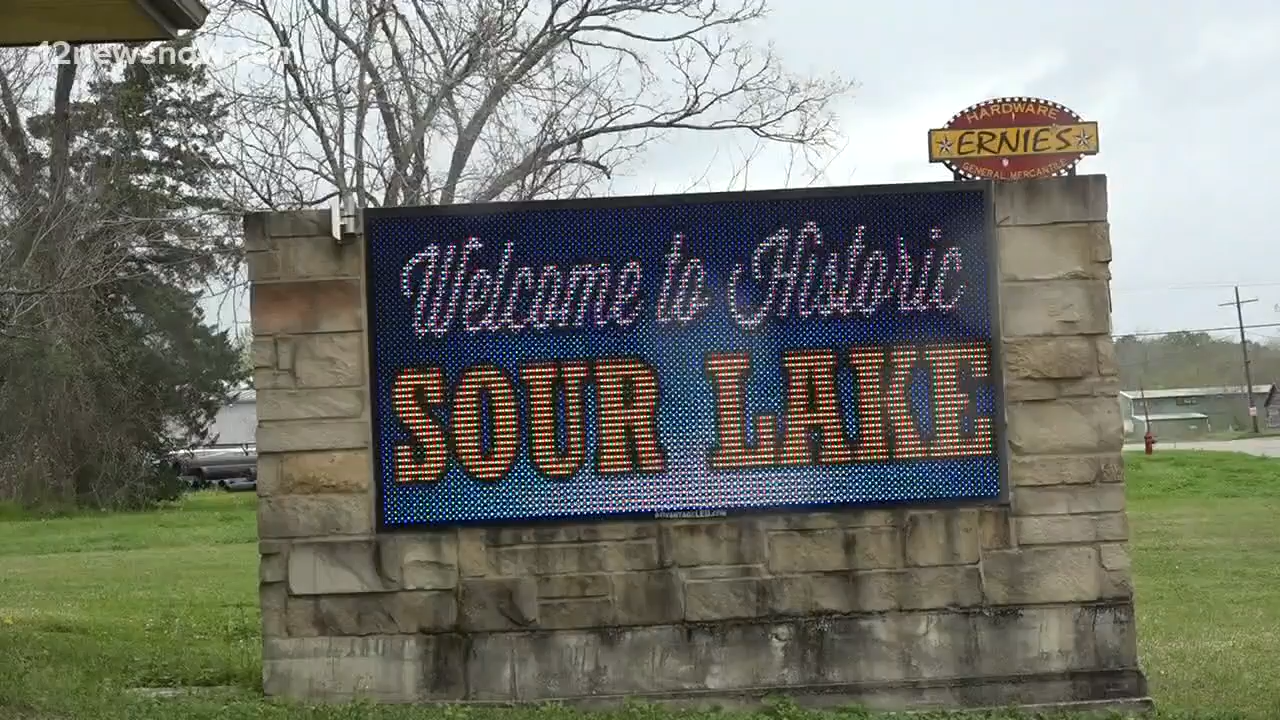 12newsnow.com
HARDWARE
ERNIE'S
GENERAL MERCANTILE
Welcome to Historic
SOUR LAKE